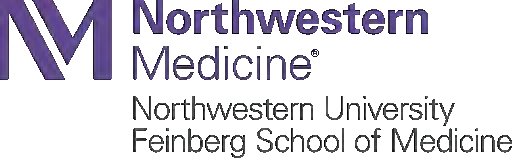 Northwestern
Medicine®
Northwestern University
Feinberg School of Medicine